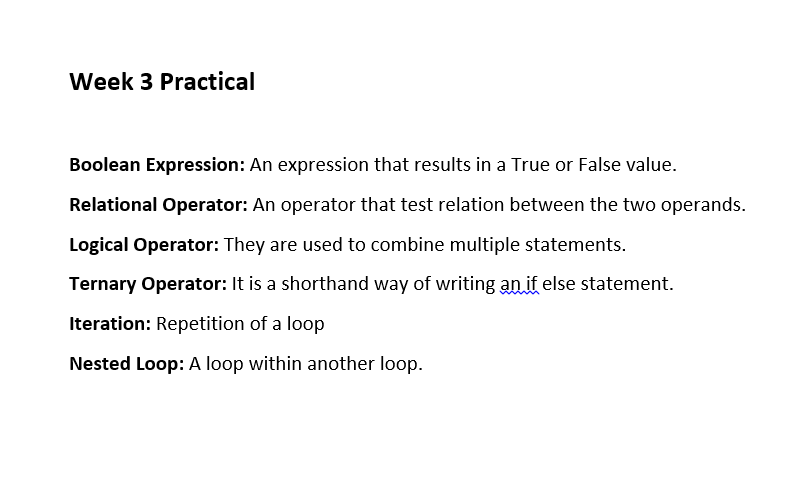 Week 3 Practical
Boolean Expression: An expression that results in a True or False value.
Relational Operator: An operator that test relation between the two operands.
Logical Operator: They are used to combine multiple statements.
Ternary Operator: It is a shorthand way of writing an if else statement.
Iteration: Repetition of a loop
Nested Loop: A loop within another loop.